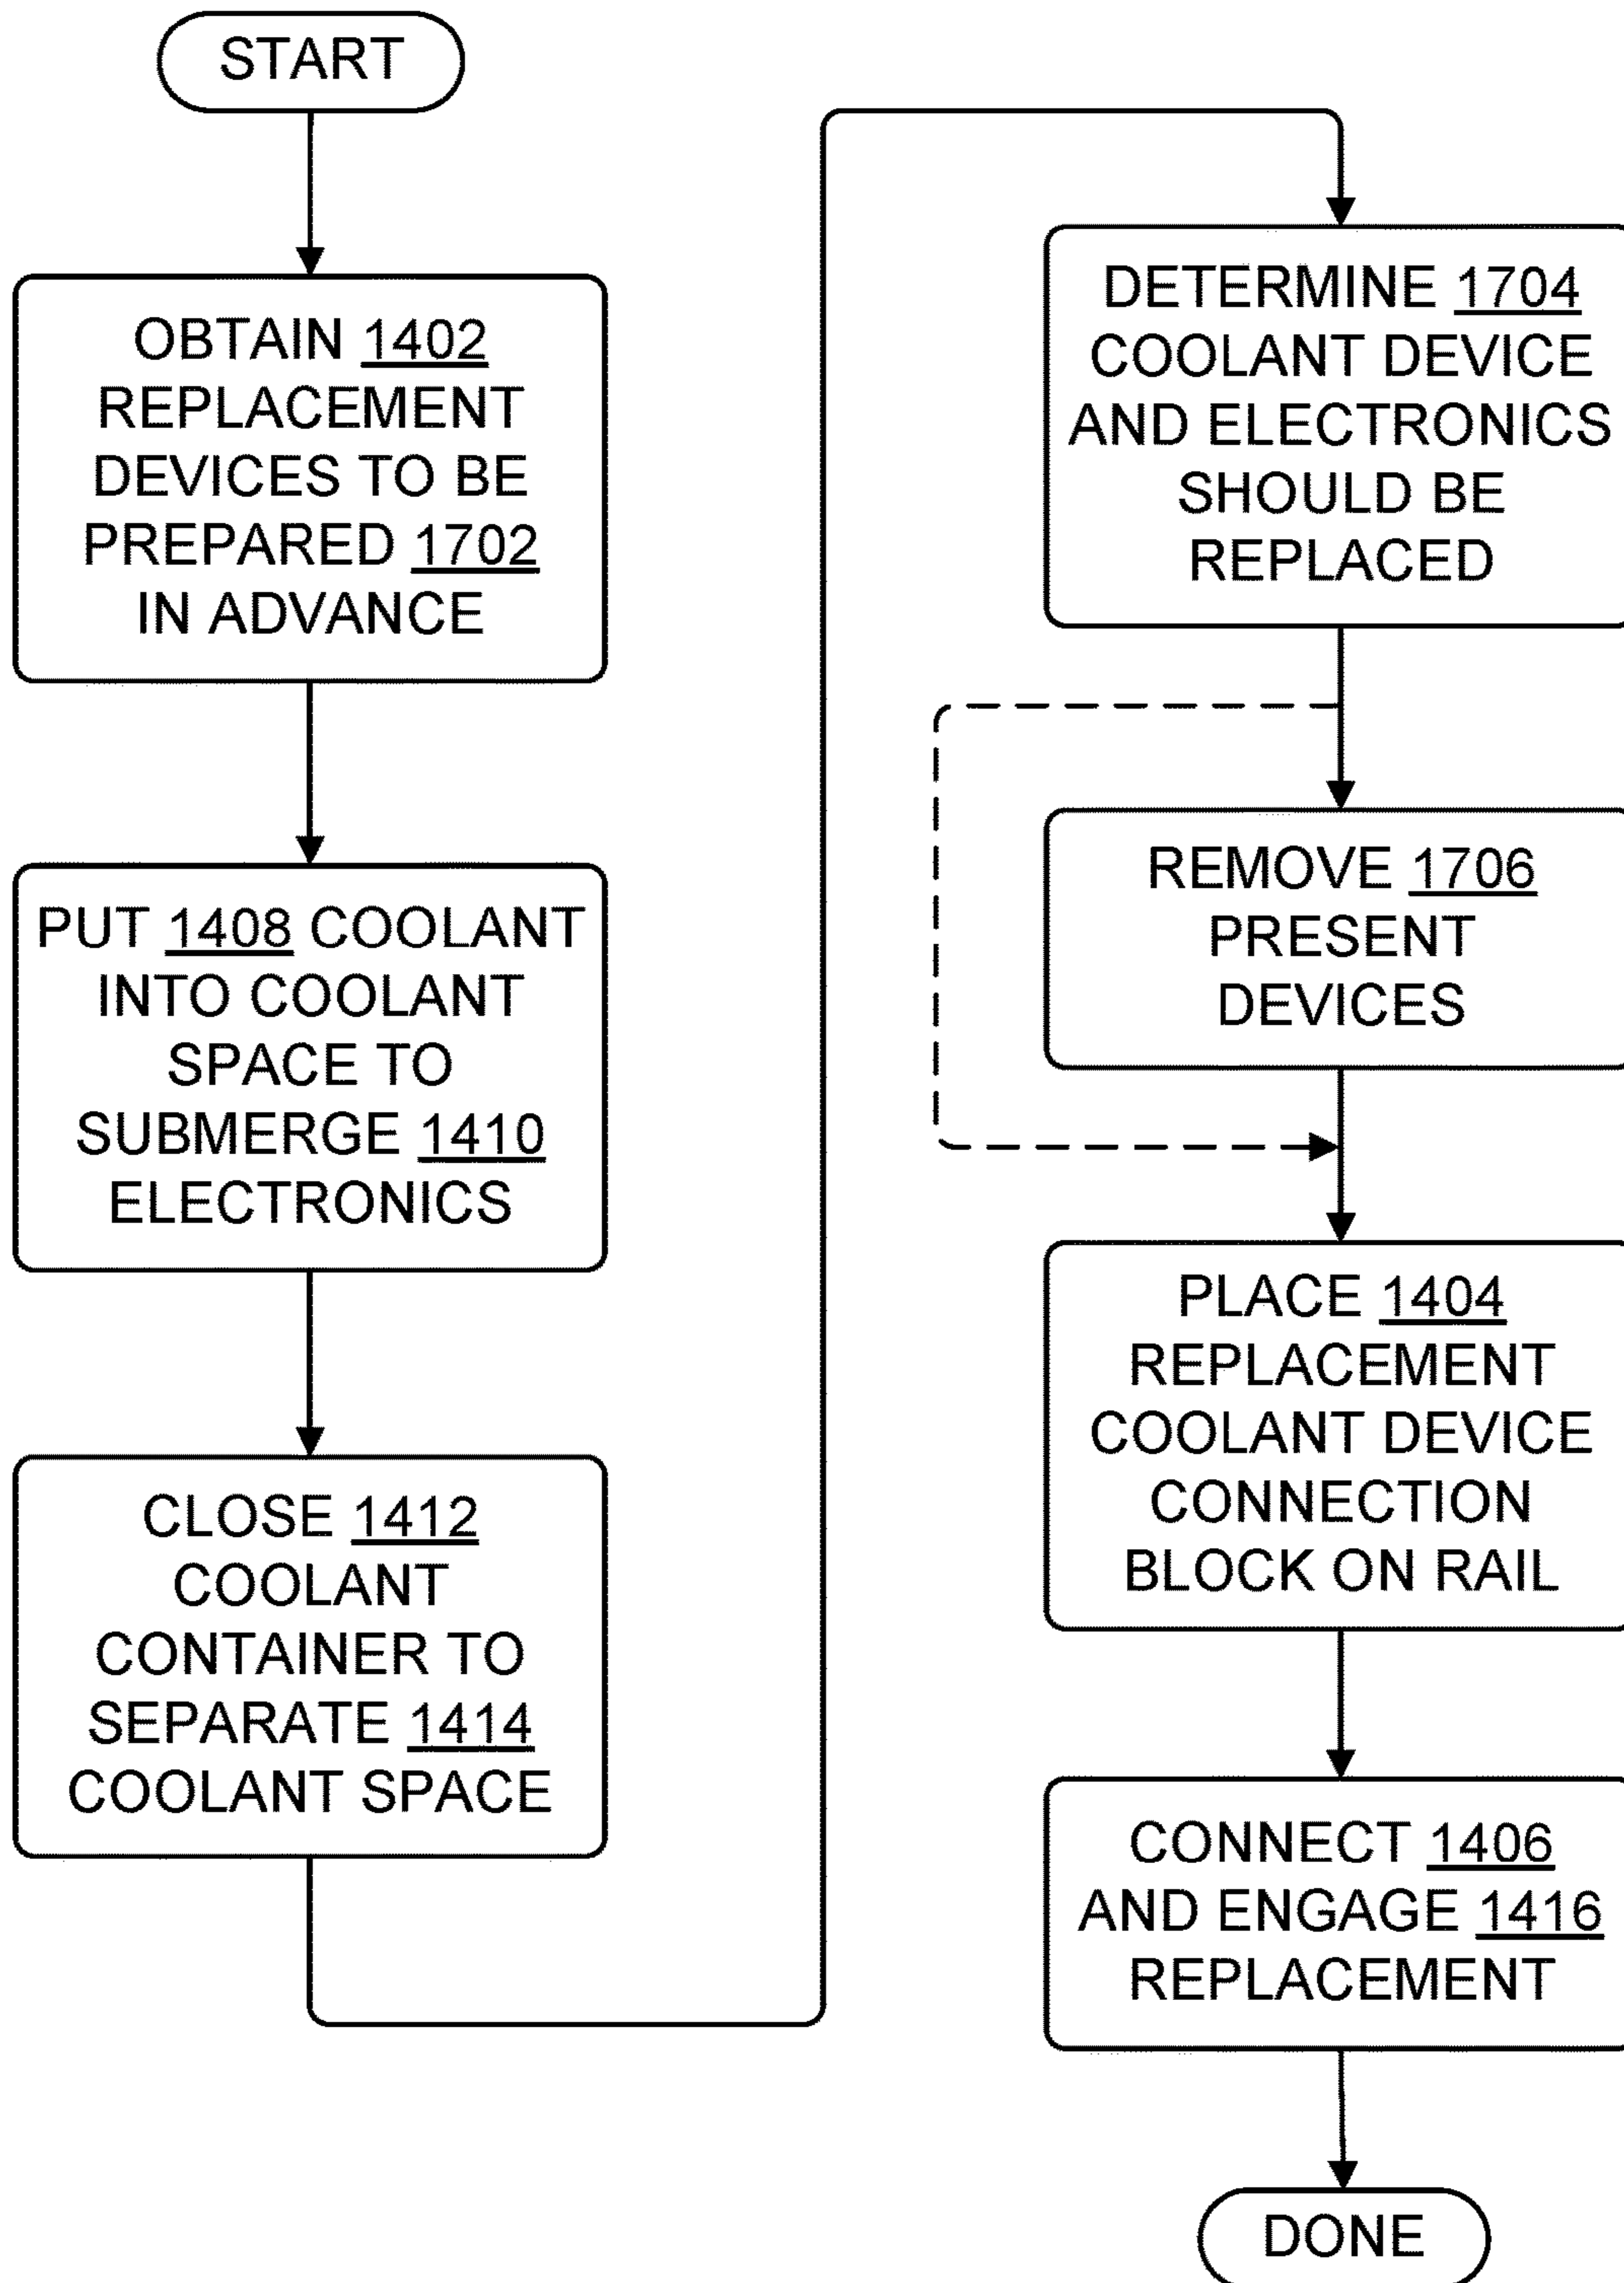 START
OBTAIN 1402
REPLACEMENT
DEVICES TO BE
PREPARED 1702
IN ADVANCE
PUT 1408 COOLANT
INTO COOLANT
SPACE TO
SUBMERGE 1410
ELECTRONICS
CLOSE 1412
COOLANT
CONTAINER TO
SEPARATE 1414
COOLANT SPACE
DETERMINE 1704
COOLANT DEVICE
AND ELECTRONICS
SHOULD BE
REPLACED
REMOVE 1706
PRESENT
DEVICES
PLACE 1404
REPLACEMENT
COOLANT DEVICE
CONNECTION
BLOCK ON RAIL
CONNECT 1406
AND ENGAGE 1416
REPLACEMENT
DONE